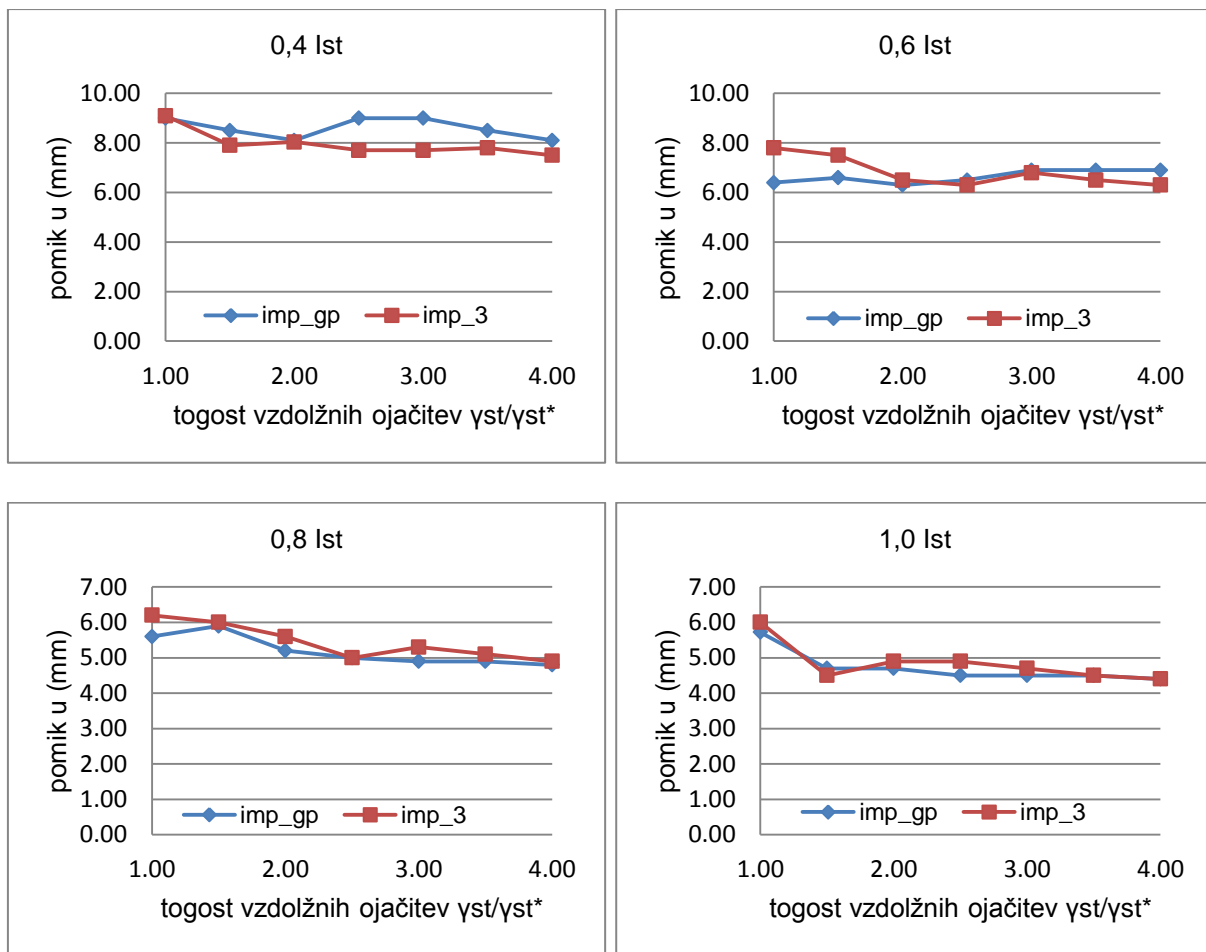 0,4 Ist
10.00
8.00
6.00
4.00
2.00
0.00
pomik u (mm)
imp_gp imp_3
1.00 2.00 3.00 4.00
togost vzdolžnih ojačitev γst/γst*
0,6 Ist
10.00
8.00
6.00
4.00
2.00
0.00
pomik u (mm)
imp_gp imp_3
1.00 2.00 3.00 4.00
togost vzdolžnih ojačitev γst/γst*
0,8 Ist
7.00
6.00
5.00
4.00
3.00
2.00
1.00
0.00
pomik u (mm)
imp_gp imp_3
1.00 2.00 3.00 4.00
togost vzdolžnih ojačitev γst/γst*
1,0 Ist
7.00
6.00
5.00
4.00
3.00
2.00
1.00
0.00
pomik u (mm)
imp_gp imp_3
1.00 2.00 3.00 4.00
togost vzdolžnih ojačitev γst/γst*